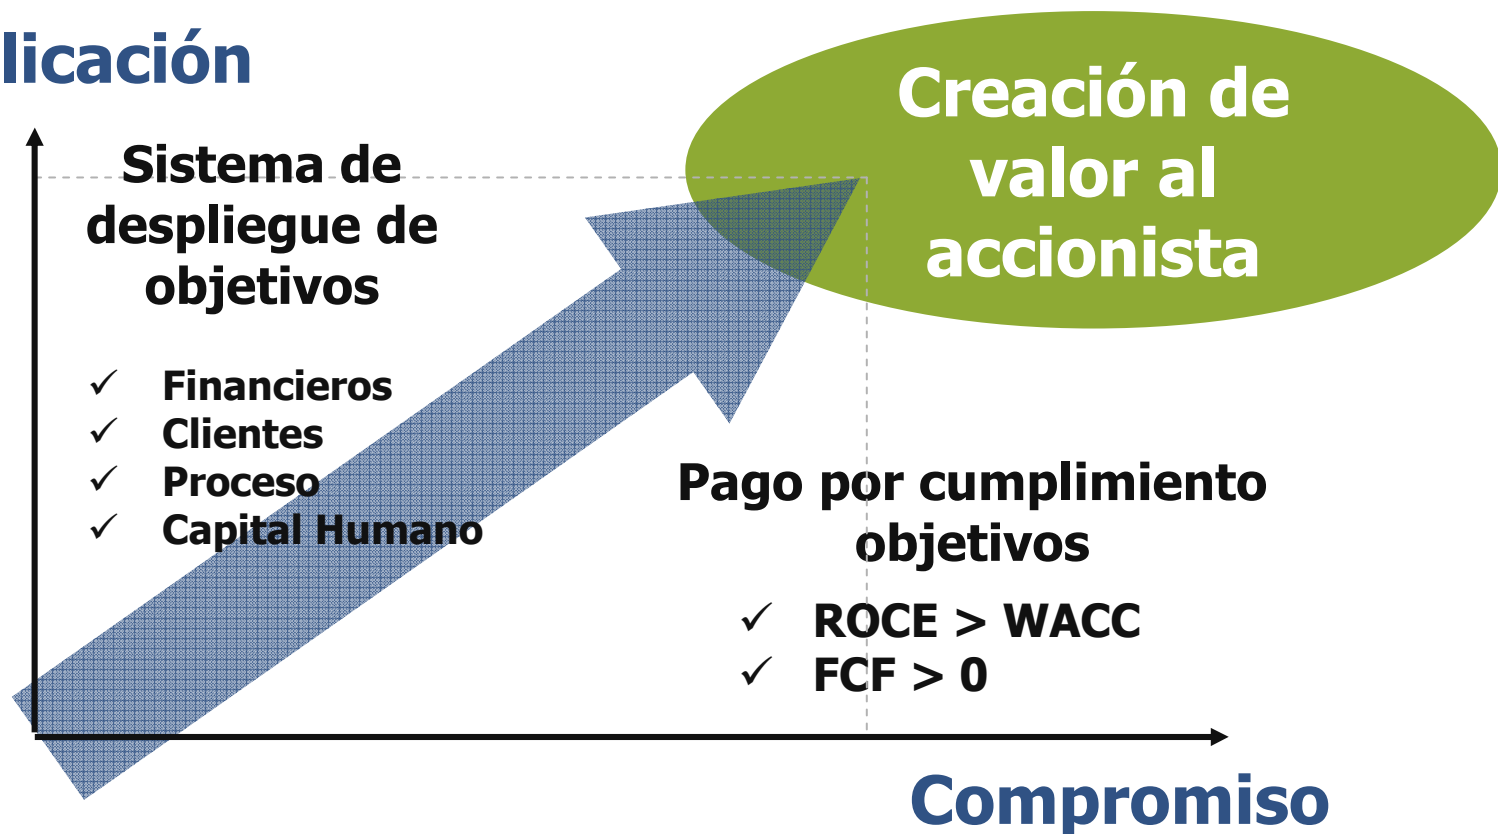 licación
Creación de
valor al
accionista
Sistema de
despliegue de
objetivos
✓ Financieros
✓ Clientes
✓ Proceso
✓ Capital Humano
Pago por cumplimiento
objetivos
✓ ROCE > WACC
✓ FCF > 0
Compromiso